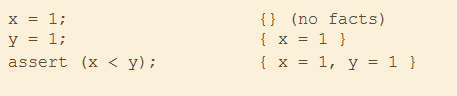 x = 1; {} (no facts)
y = 1; { x = 1 }
assert (x < y); { x = 1, y = 1 }